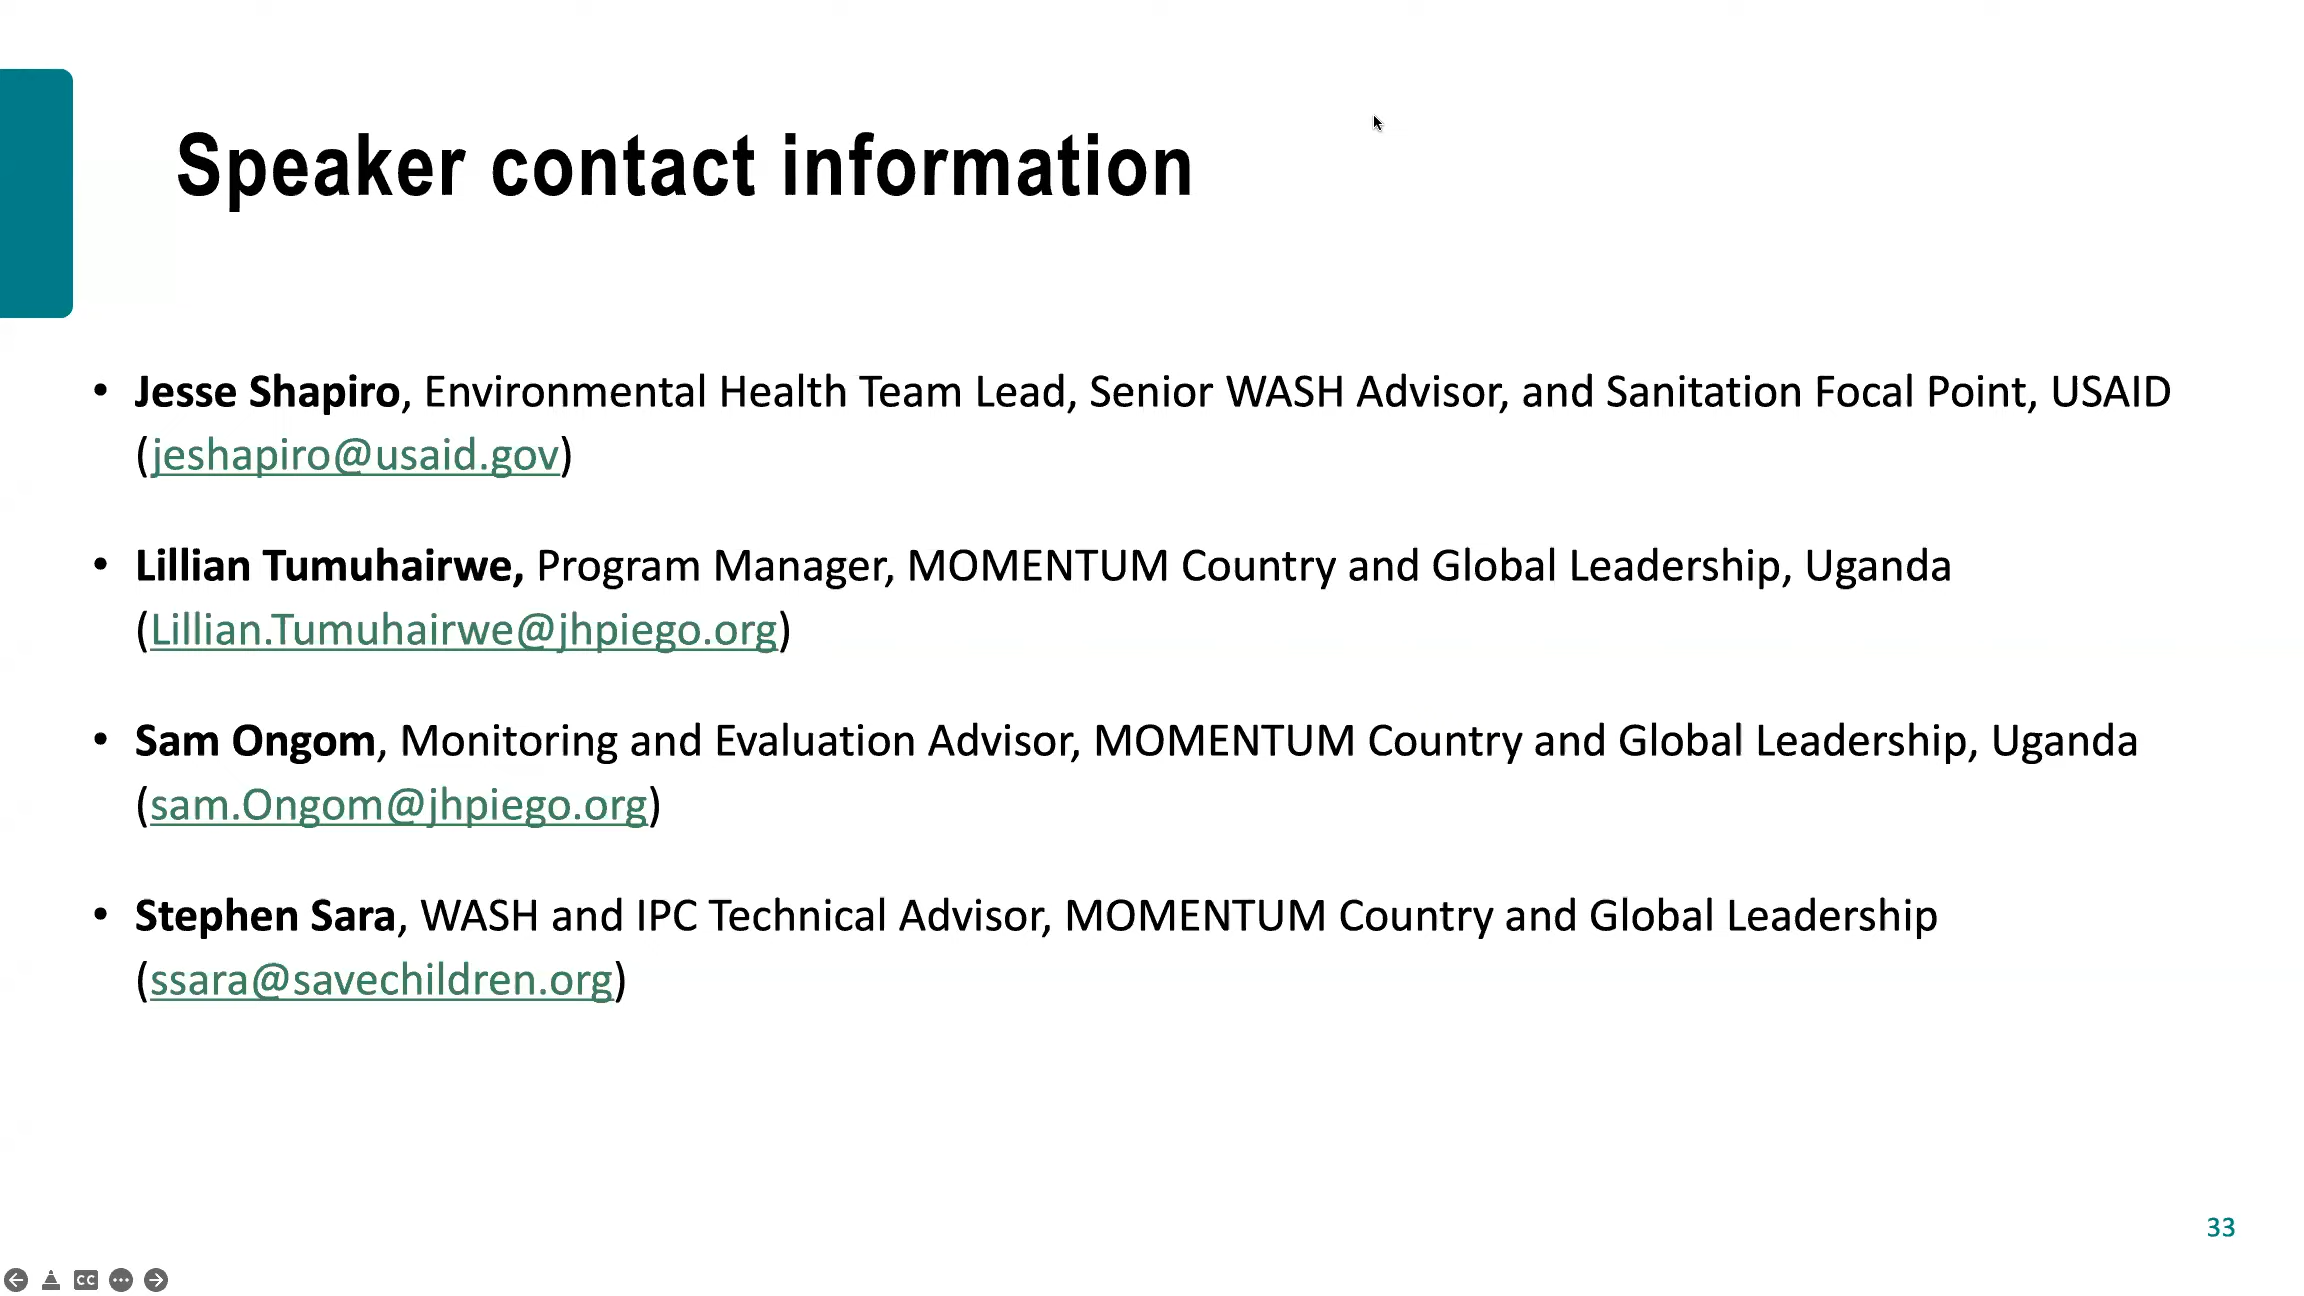 Speaker contact information
• Jesse Shapiro, Environmental Health Team Lead, Senior WASH Advisor, and Sanitation Focal Point, USAID
(jeshapiro@usaid.gov)
• Lillian Tumuhairwe, Program Manager, MOMENTUM Country and Global Leadership, Uganda
(Lillian.Tumuhairwe@jhpiego.org)
• Sam Ongom, Monitoring and Evaluation Advisor, MOMENTUM Country and Global Leadership, Uganda
(sam.Ongom@jhpiego.org)
• Stephen Sara, WASH and IPC Technical Advisor, MOMENTUM Country and Global Leadership
(ssara@savechildren.org)
33
CC